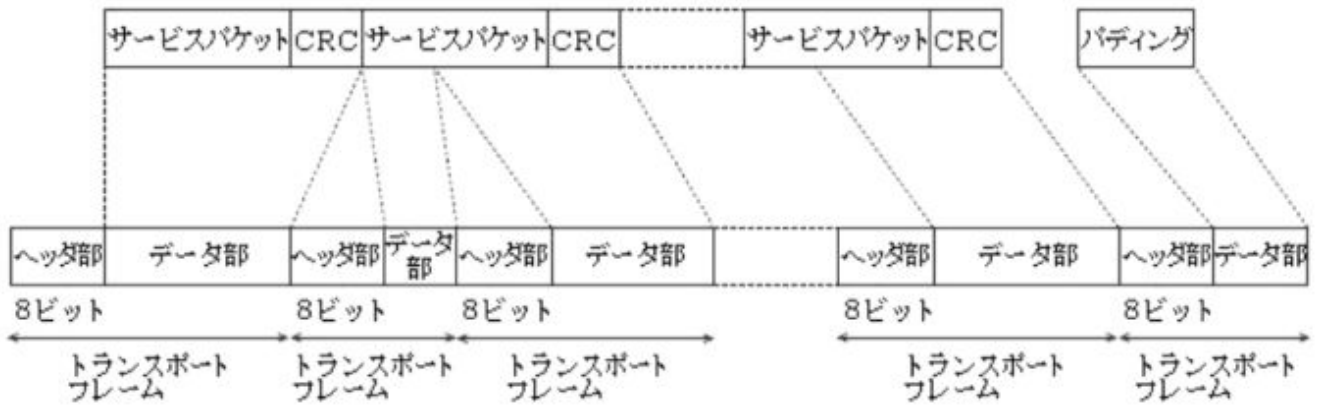 サービスパケット CRC サービスパケット CRC サービスパケット CRC パディング
ヘッダ部 データ部 ヘッダ部 データ部 ヘッダ部 データ部 ヘッダ部 データ部 ヘッダ部 データ部
8ビット 8ビット 8ビット 8ビット 8ビット
トランスポート トランスポート トランスポート トランスポート トランスポート
フレーム フレーム フレーム フレーム フレーム